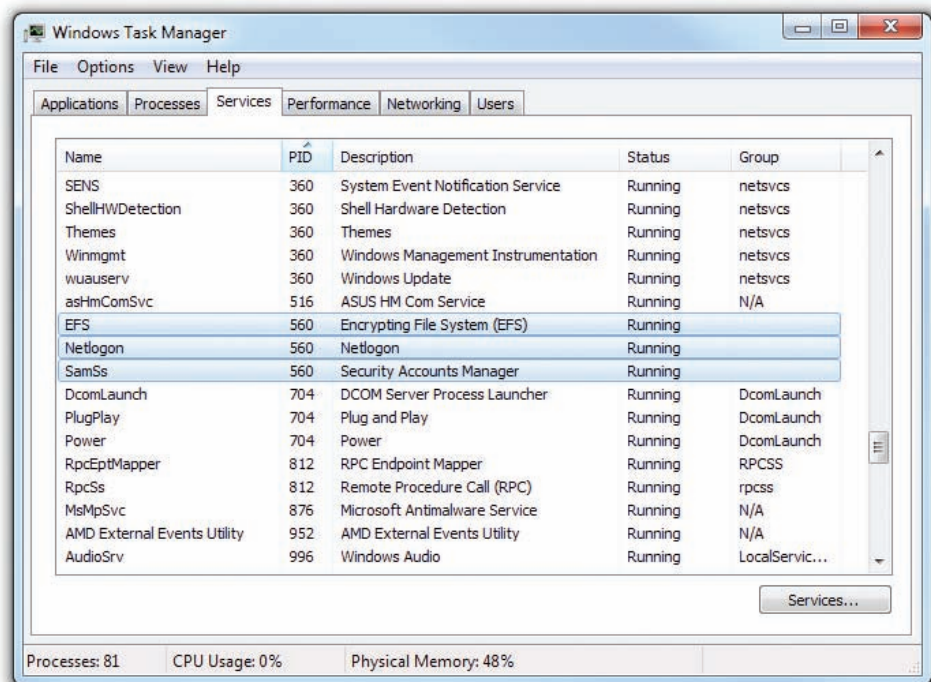 Windows Task Manager
File Options View Help
Applications Processes Services Performance Networking Users
Name PID Description Status Group
SENS 360 System Event Notification Service Running netsvcs
ShellHWDetection 360 Shell Hardware Detection Running netsvcs
Themes 360 Themes Running netsvcs
Winmgmt 360 Windows Management Instrumentation Running netsvcs
wuauserv 360 Windows Update Running netsvcs
asHmComSvc 516 ASUS HM Com Service Running N/A
EFS 560 Encrypting File System (EFS) Running
Netlogon 560 Netlogon Running
SamSs 560 Security Accounts Manager Running
DcomLaunch 704 DCOM Server Process Launcher Running DcomLaunch
PlugPlay 704 Plug and Play Running DcomLaunch
Power 704 Power Running DcomLaunch
RpcEptMapper 812 RPC Endpoint Mapper Running RPCSS
RpcSs 812 Remote Procedure Call (RPC) Running rpcss
MsMpSvc 876 Microsoft Antimalware Service Running N/A
AMD External Events Utility 952 AMD External Events Utility Running N/A
AudioSrv 996 Windows Audio Running LocalServic...
Services...
Processes: 81 CPU Usage: 0% Physical Memory: 48%